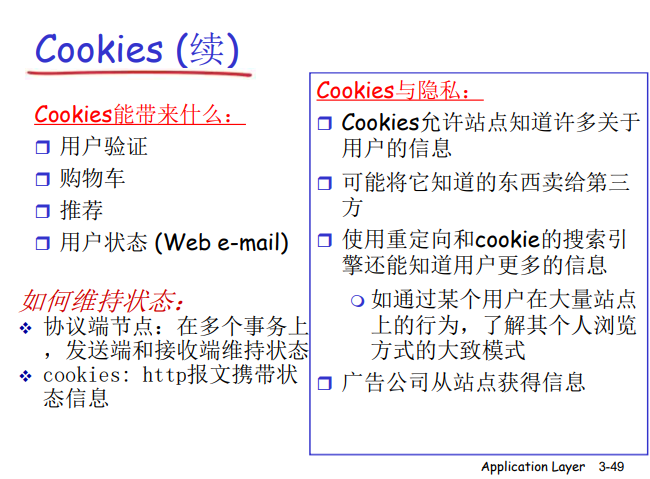 Cookies (续)
Cookies能带来什么：
用户验证
购物车
推荐
用户状态 (Web e-mail)
如何维持状态：
协议端节点：在多个事务上
，发送端和接收端维持状态
cookies: http报文携带状
态信息
Cookies与隐私：
Cookies允许站点知道许多关于
用户的信息
可能将它知道的东西卖给第三
方
使用重定向和cookie的搜索引
擎还能知道用户更多的信息
如通过某个用户在大量站点
上的行为，了解其个人浏览
方式的大致模式
广告公司从站点获得信息
Application Layer 3-49